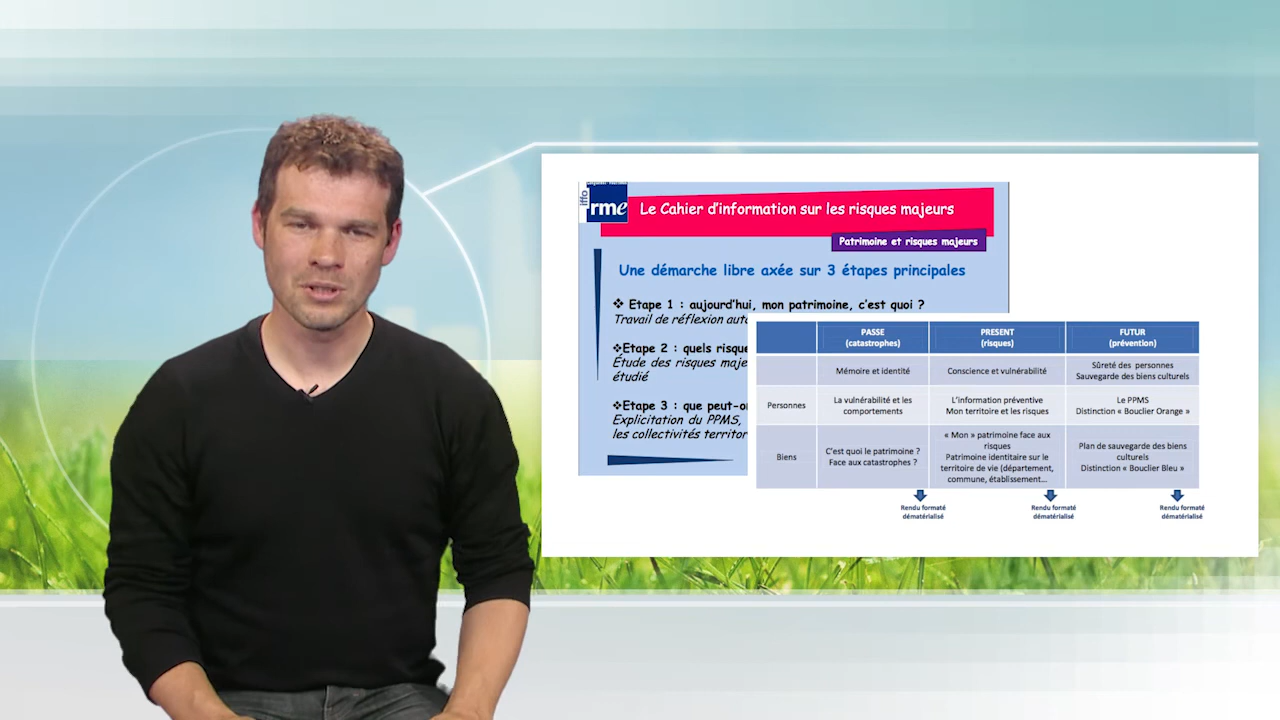 iffo
rme
Le Cahier d'information sur les risques majeurs
Patrimoine et risques majeurs
Une démarche libre axée sur 3 étapes principales
❖ Etape 1 : aujourd'hui, mon patrimoine, c'est quoi ?
Travail de réflexion
❖Etape 2 : quels
Étude des risques
étudié
❖Etape 3 : que
Explicitation du PPMS,
les collectivités
PASSE
(catastrophes)
PRESENT
(risques)
FUTUR
(prévention)
Mémoire et identité
Conscience et vulnérabilité
Sûreté des personnes
Sauvegarde des biens culturels
Personnes
La vulnérabilité et les
comportements
L'information préventive
Mon territoire et les risques
Le PPMS
Distinction « Bouclier Orange »
Biens
C'est quoi le patrimoine ?
Face aux catastrophes ?
« Mon » patrimoine face aux
risques
Patrimoine identitaire sur le
territoire de vie (département,
commune, établissement...
Plan de sauvegarde des biens
culturels
Distinction « Bouclier Bleu »
Rendu formaté
dématérialisé
Rendu formaté
dématérialisé
Rendu formaté
dématérialisé